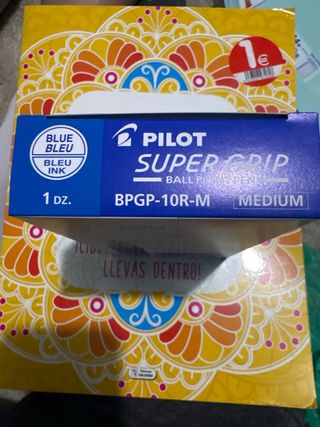 1€
BLUE
BLEU
BLEU
INK
PILOT
SUPER GRIP
BALL
1 DZ.
BPGP-10R-M
MEDIUM
LLEVAS DENTRO!